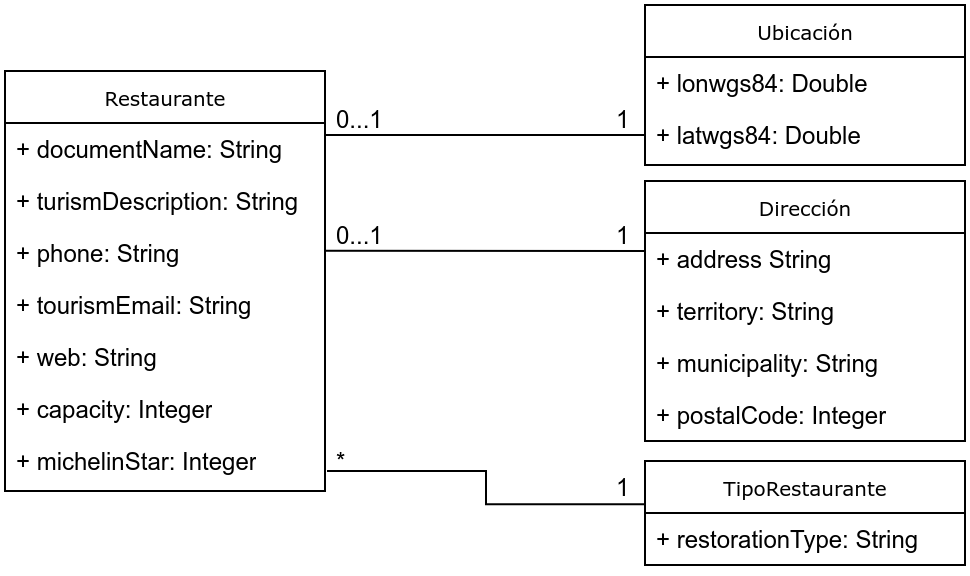 Restaurante
+ documentName: String
+ turismDescription: String
+ phone: String
+ tourismEmail: String
+ web: String
+ capacity: Integer
+ michelinStar: Integer
0...1
1
0...1
1
*
1
Ubicación
+ lonwgs84: Double
+ latwgs84: Double
Dirección
+ address String
+ territory: String
+ municipality: String
+ postalCode: Integer
TipoRestaurante
+ restorationType: String